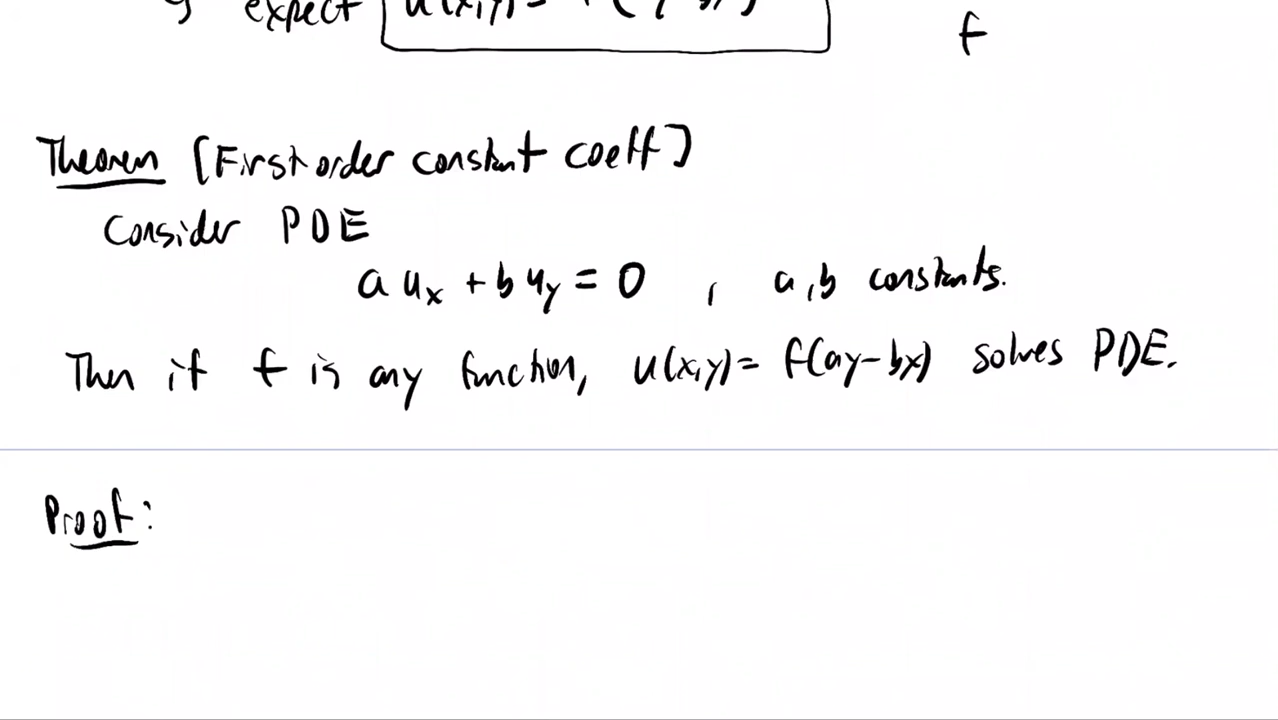 expect
f
Theorem [First order constant coeff]
Consider PDE
a u_x + b u_y = 0 , a, b constants.
Then if f is any function, u(x,y) = f(ay-bx) solves PDE.
Proof: